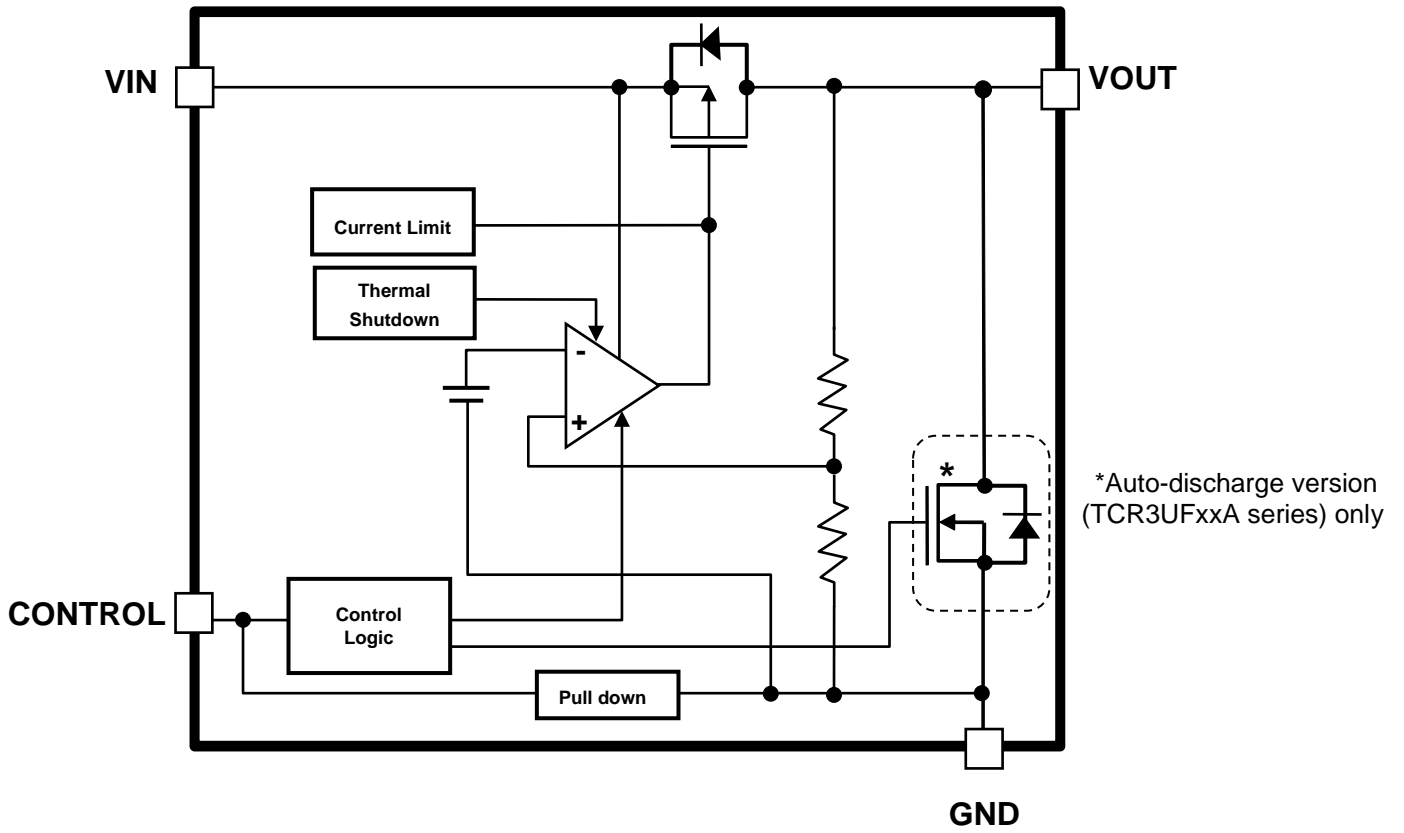 VIN
VOUT
Current Limit
Thermal
Shutdown
-
+
*
*Auto-discharge version
(TCR3UFxxA series) only
CONTROL
Control
Logic
Pull down
GND